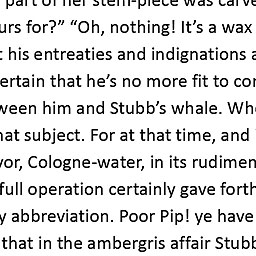 part of her stem-piece was carve
urs for?” “Oh, nothing! It’s a wax
his entreaties and indignations a
ertain that he’s no more fit to co
ween him and Stubb’s whale. Wh
hat subject. For at that time, and
vor, Cologne-water, in its rudimen
full operation certainly gave forth
y abbreviation. Poor Pip! ye have
that in the ambergris affair Stubb